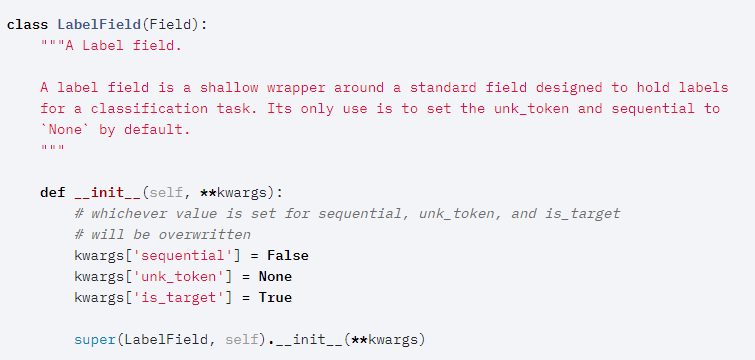 class LabelField(Field):
    """A Label field.

    A label field is a shallow wrapper around a standard field designed to hold labels
    for a classification task. Its only use is to set the unk_token and sequential to
    `None` by default.
    """

    def __init__(self, **kwargs):
        # whichever value is set for sequential, unk_token, and is_target
        # will be overwritten
        kwargs['sequential'] = False
        kwargs['unk_token'] = None
        kwargs['is_target'] = True

        super(LabelField, self).__init__(**kwargs)